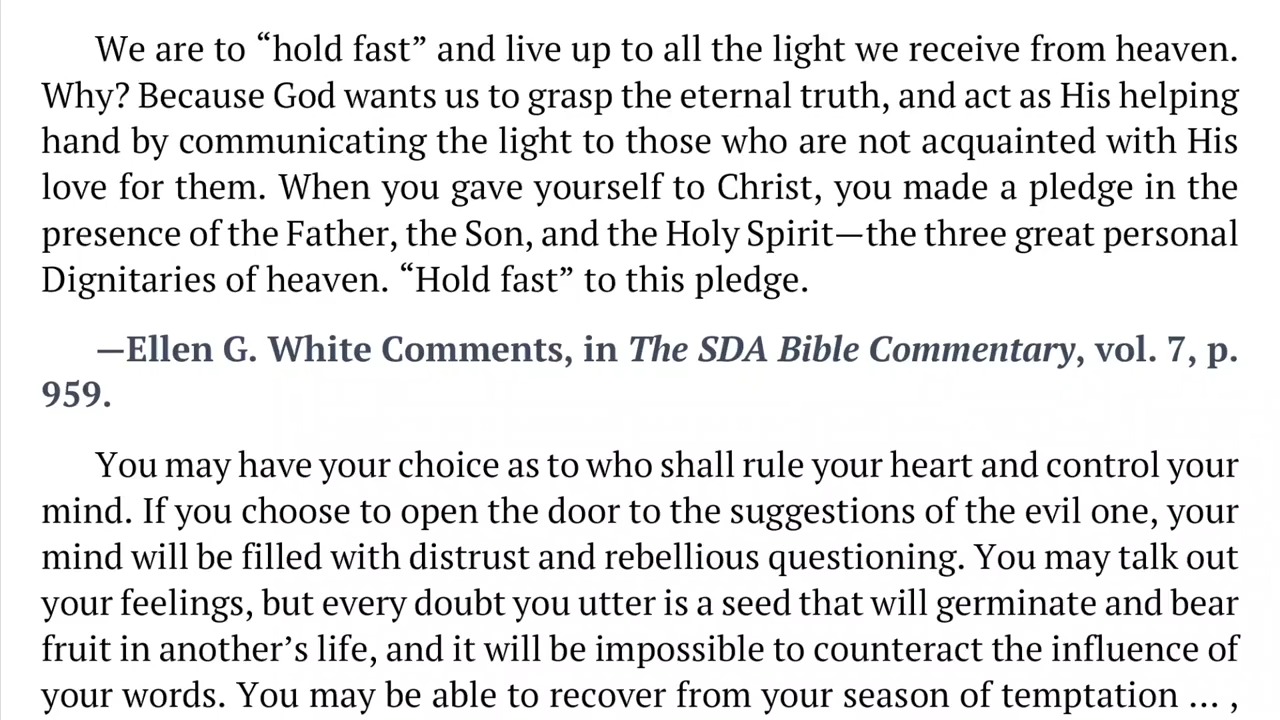 We are to “hold fast” and live up to all the light we receive from heaven.
Why? Because God wants us to grasp the eternal truth, and act as His helping
hand by communicating the light to those who are not acquainted with His
love for them. When you gave yourself to Christ, you made a pledge in the
presence of the Father, the Son, and the Holy Spirit—the three great personal
Dignitaries of heaven. “Hold fast” to this pledge.
—Ellen G. White Comments, in The SDA Bible Commentary, vol. 7, p.
959.
You may have your choice as to who shall rule your heart and control your
mind. If you choose to open the door to the suggestions of the evil one, your
mind will be filled with distrust and rebellious questioning. You may talk out
your feelings, but every doubt you utter is a seed that will germinate and bear
fruit in another’s life, and it will be impossible to counteract the influence of
your words. You may be able to recover from your season of temptation ... ,